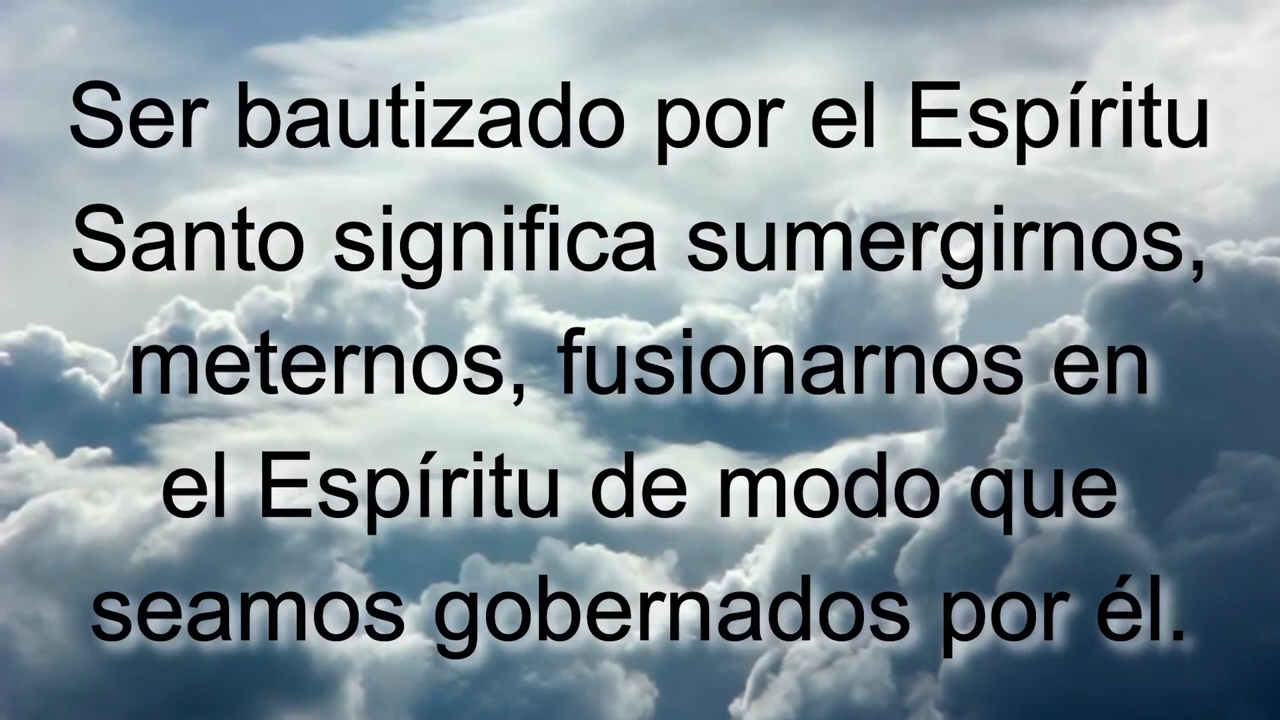 Ser bautizado por el Espíritu
Santo significa sumergirnos,
meternos, fusionarnos en
el Espíritu de modo que
seamos gobernados por él.